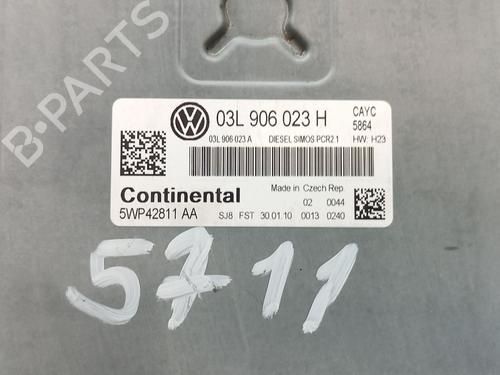 B-PARTS
VW 03L 906 023 H CAYC
5864
03L 906 023 A DIESEL SIMOS PCR2 1 HW: H23
Continental Made in Czech Rep.
02 0044
5WP42811 AA SJ8 FST 30.01.10 0013 0240
5711